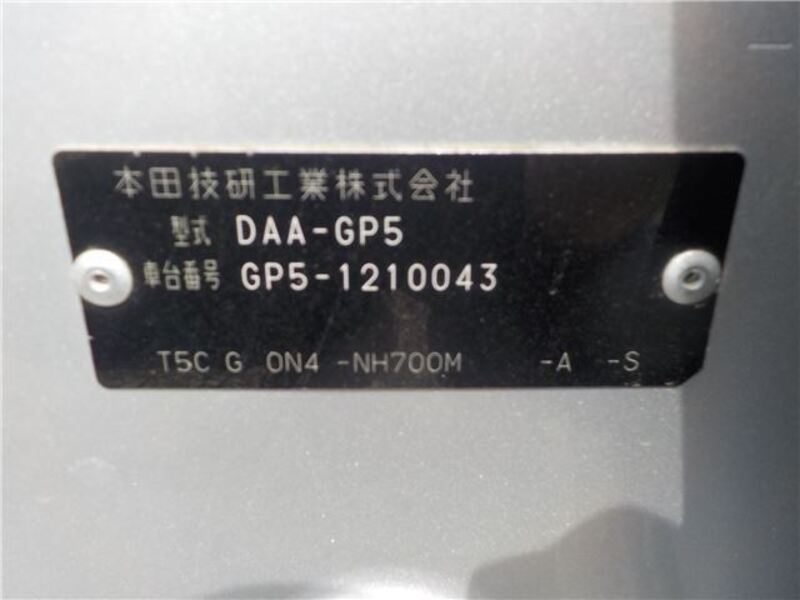 本田技研工業株式会社
型式 DAA-GP5
車台番号 GP5-1210043
T5C G 0N4 -NH700M -A -S